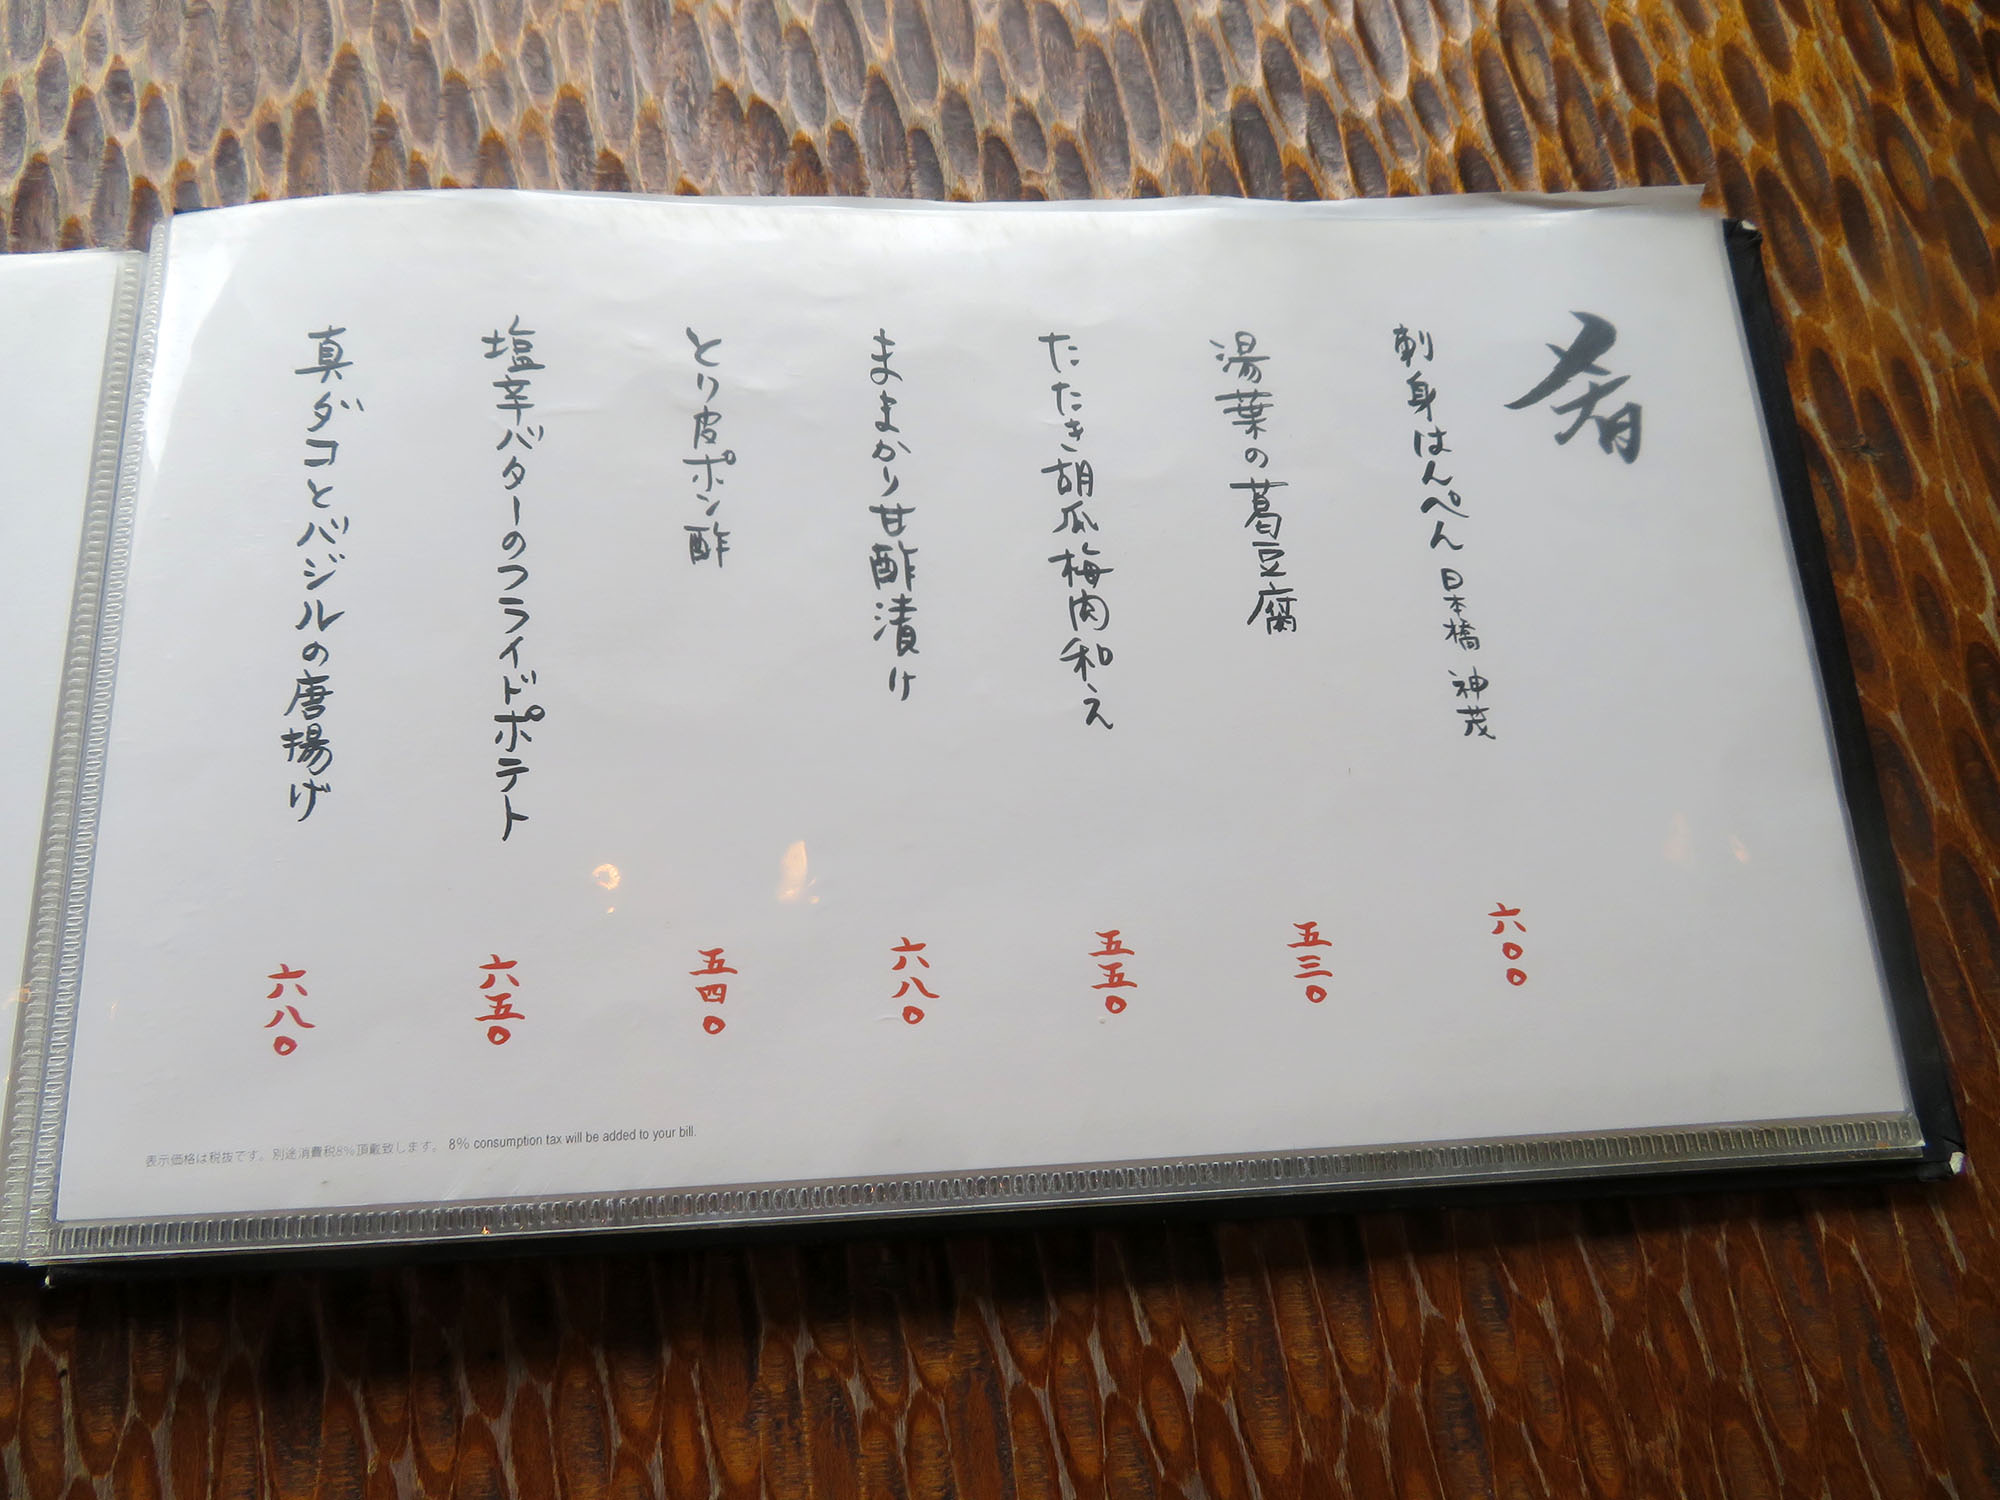 肴
刺身はんぺん 日本橋 神茂
六〇〇
湯葉の葛豆腐
五三〇
たたき胡瓜梅肉和え
五五〇
ままかり甘酢漬け
六八〇
とり皮ポン酢
五四〇
塩辛バターのフライドポテト
六五〇
真ダコとバジルの唐揚げ
六八〇
表示価格は税抜です。別途消費税8%頂戴致します。 8% consumption tax will be added to your bill.